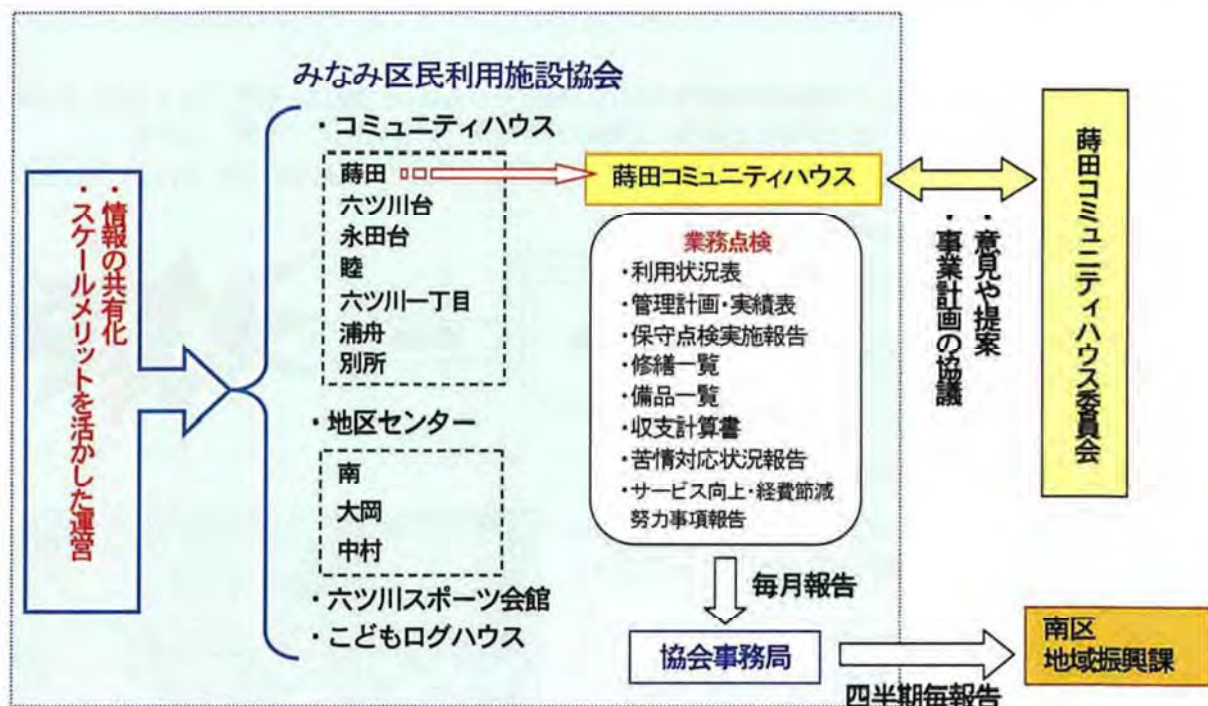 みなみ区民利用施設協会
・情報の共有化
・スケールメリットを活かした運営
・コミュニティハウス
蒔田
六ツ川台
永田台
睦
六ツ川一丁目
浦舟
別所
・地区センター
南
大岡
中村
・六ツ川スポーツ会館
・こどもログハウス
蒔田コミュニティハウス
業務点検
・利用状況表
・管理計画・実績表
・保守点検実施報告
・修繕一覧
・備品一覧
・収支計算書
・苦情対応状況報告
・サービス向上・経費節減
努力事項報告
毎月報告
協会事務局
四半期毎報告
・意見や提案
・事業計画の協議
蒔田コミュニティハウス委員会
南区
地域振興課